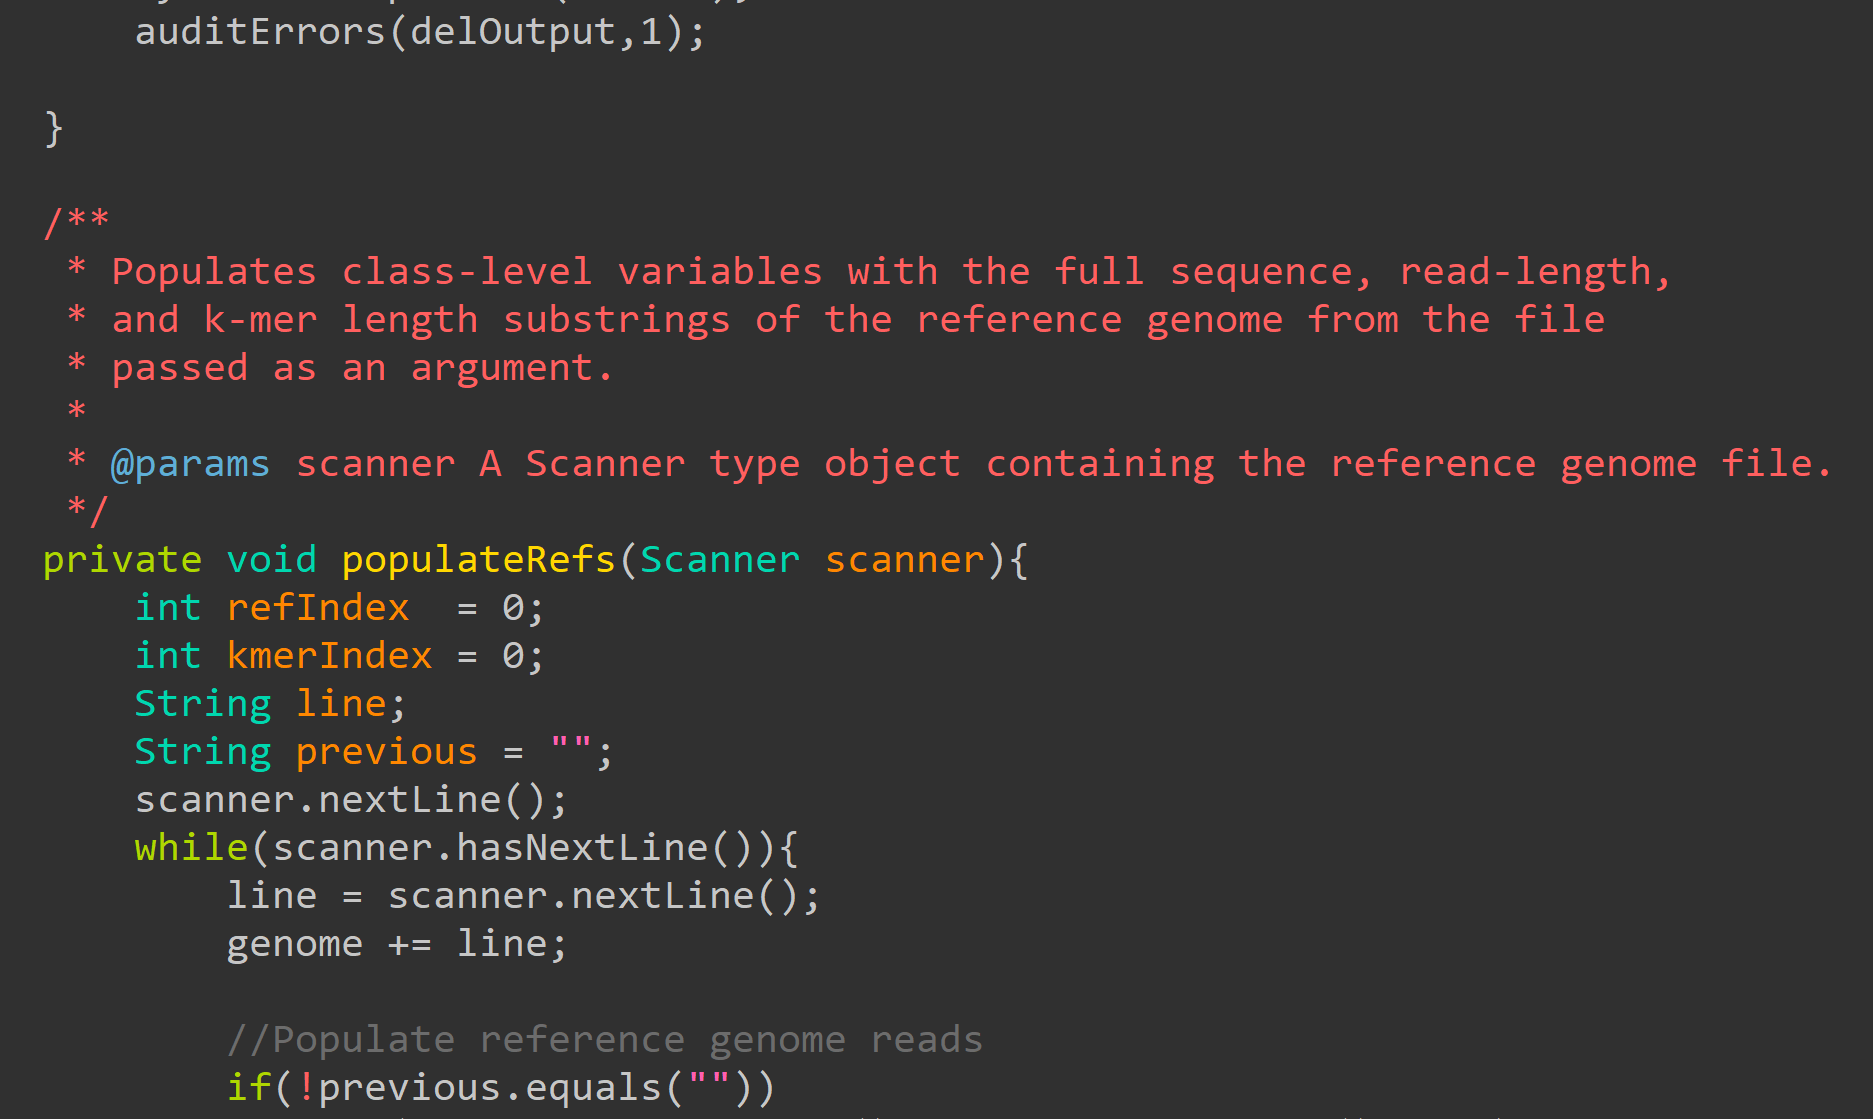 auditErrors(delOutput,1);
}
/**
* Populates class-level variables with the full sequence, read-length,
* and k-mer length substrings of the reference genome from the file
* passed as an argument.
*
* @params scanner A Scanner type object containing the reference genome file.
*/
private void populateRefs(Scanner scanner){
int refIndex  = 0;
int kmerIndex = 0;
String line;
String previous = "";
scanner.nextLine();
while(scanner.hasNextLine()){
line = scanner.nextLine();
genome += line;
//Populate reference genome reads
if(!previous.equals(""))